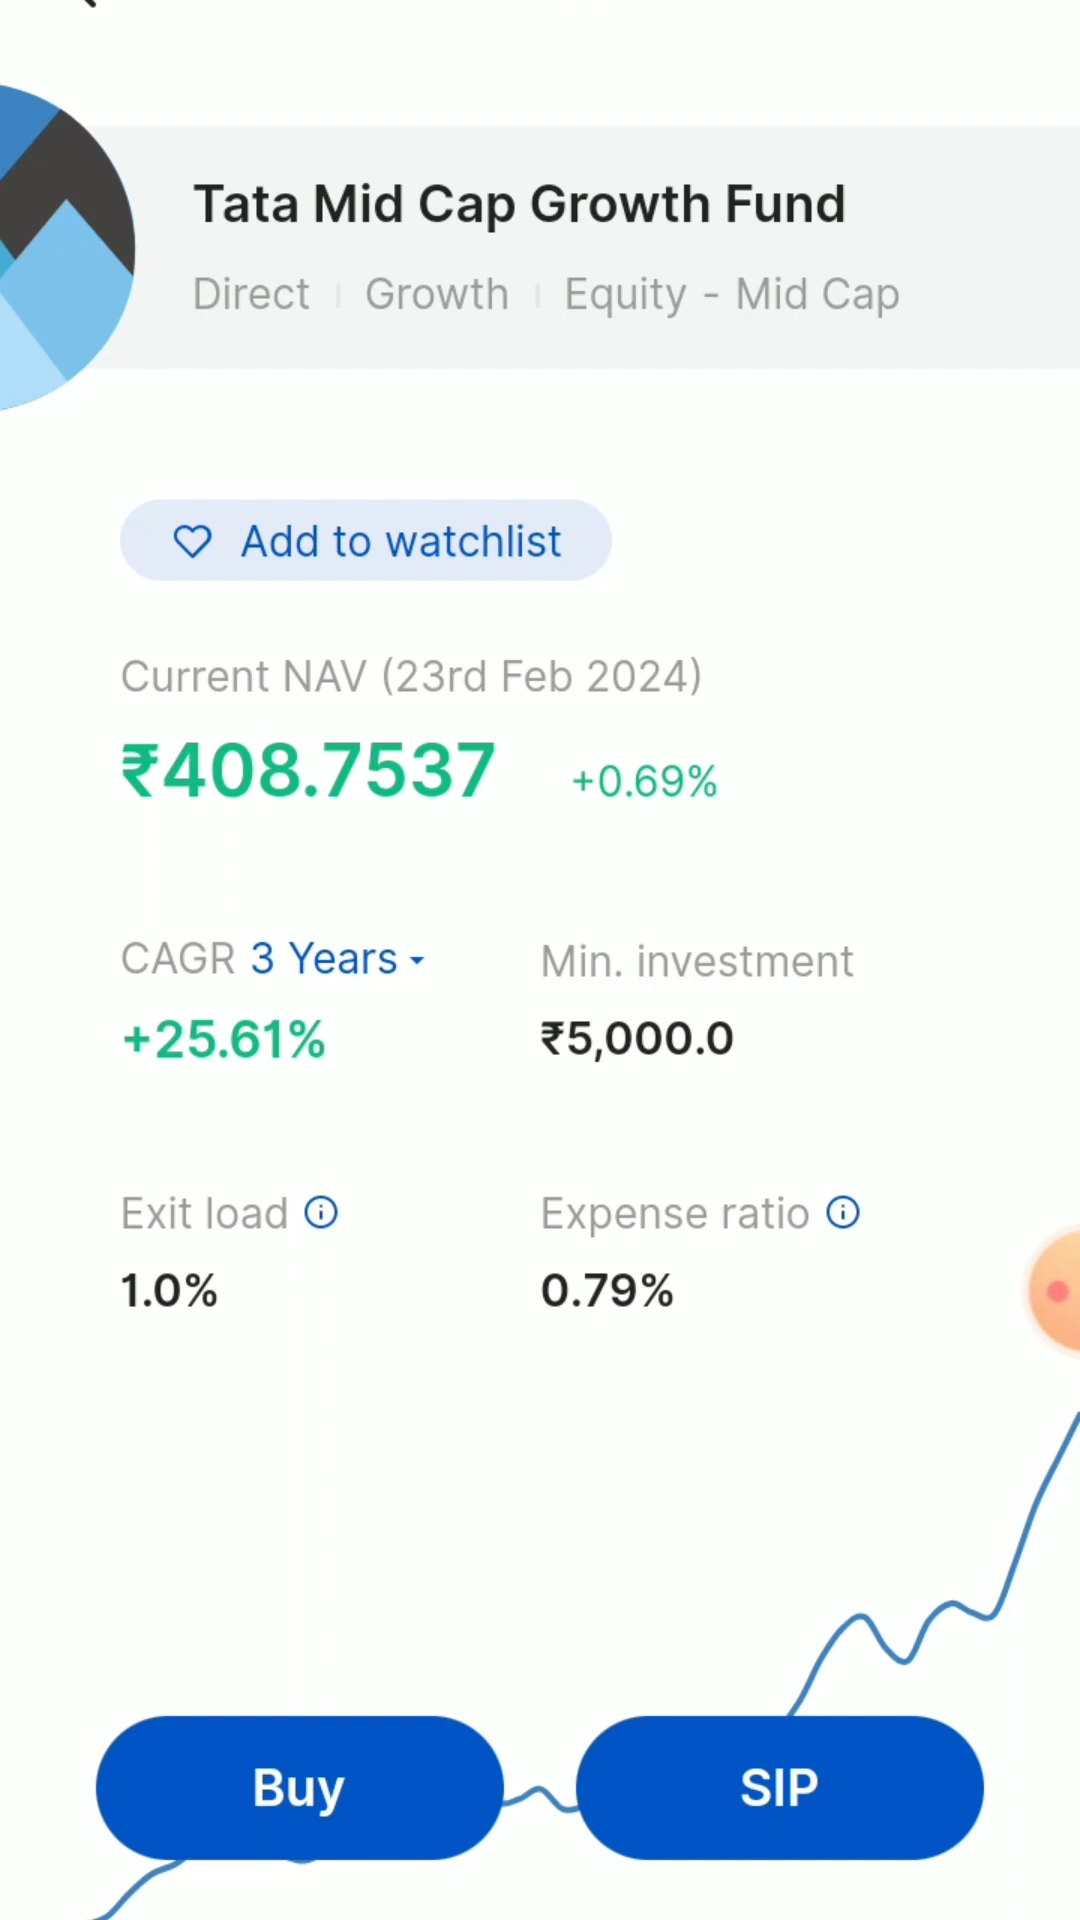 Tata Mid Cap Growth Fund
Direct Growth Equity - Mid Cap
Add to watchlist
Current NAV (23rd Feb 2024)
₹408.7537 +0.69%
CAGR 3 Years Min. investment
+25.61% ₹5,000.0
Exit load Expense ratio
1.0% 0.79%
Buy SIP